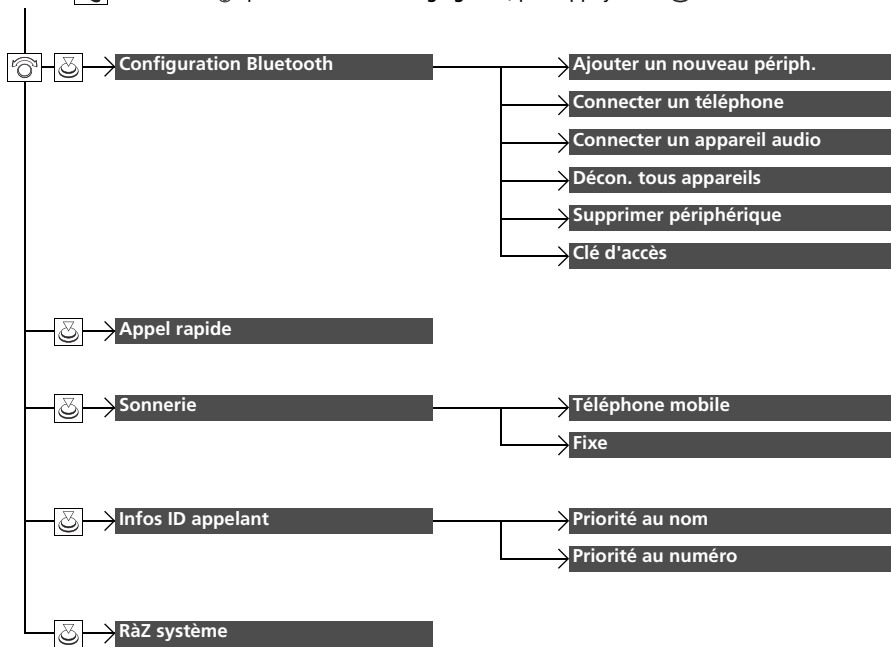 Configuration Bluetooth
Ajouter un nouveau périph.
Connecter un téléphone
Connecter un appareil audio
Décon. tous appareils
Supprimer périphérique
Clé d'accès
Appel rapide
Sonnerie
Téléphone mobile
Fixe
Infos ID appelant
Priorité au nom
Priorité au numéro
RàZ système